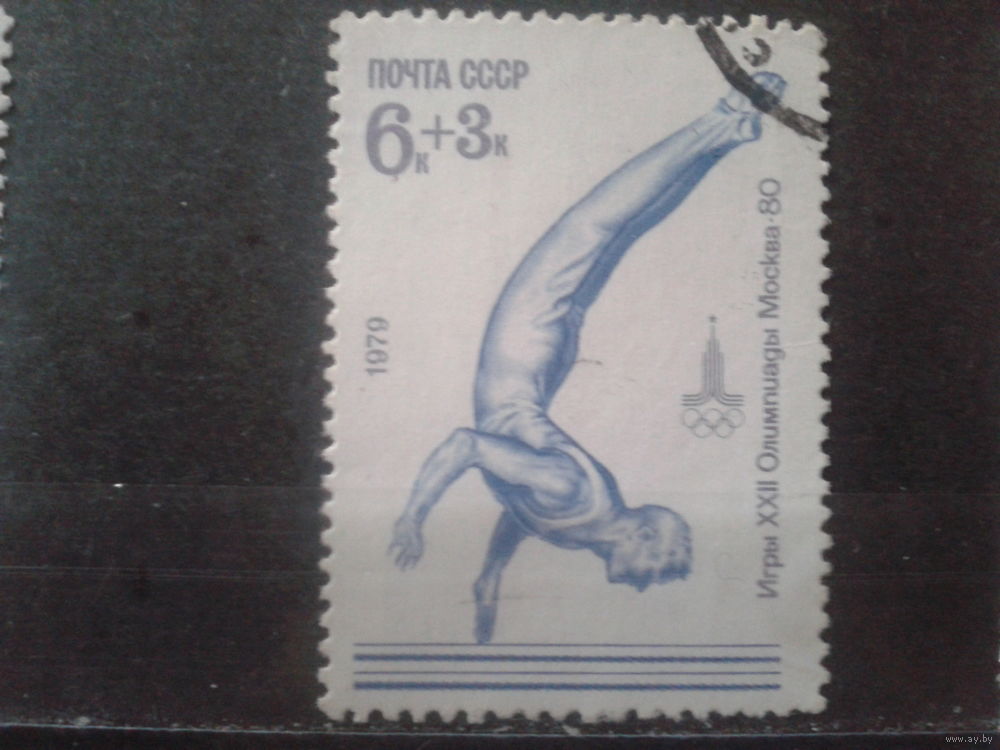 ПОЧТА СССР
6к+3к
1979
Игры XXII Олимпиады Москва·80
www.ay.by